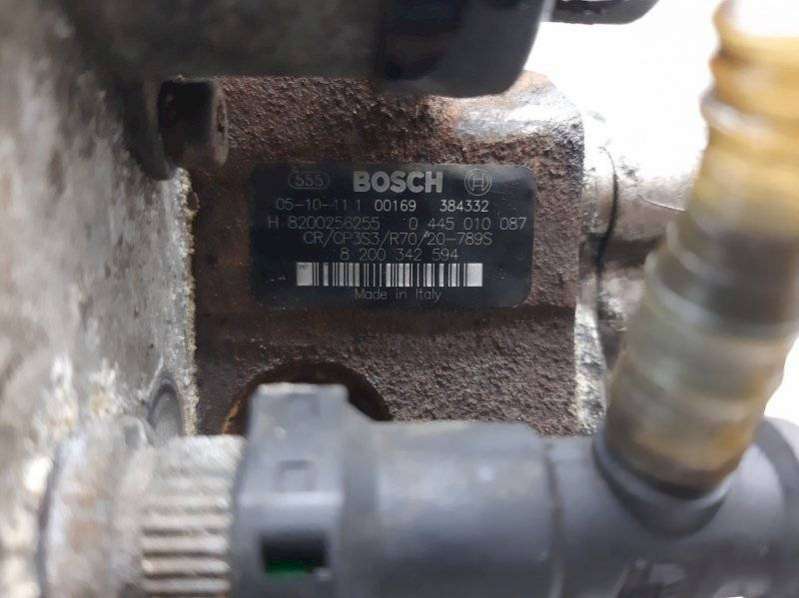 555 BOSCH H
05-10-11 1 00169 384332
H 8200256255 0 445 010 087
CR/CP3S3/R70/20-789S
8 200 342 594
Made in Italy